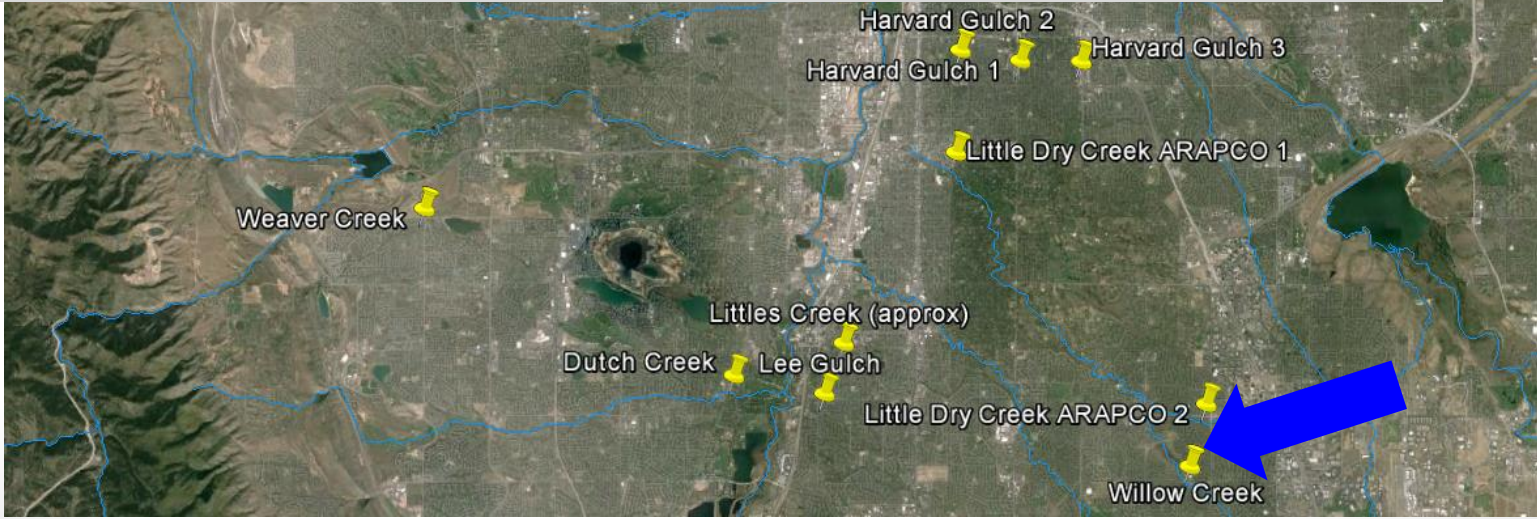 Harvard Gulch 2
Harvard Gulch 3
Harvard Gulch 1
Little Dry Creek ARAPCO 1
Weaver Creek
Littles Creek (approx)
Dutch Creek
Lee Gulch
Little Dry Creek ARAPCO 2
Willow Creek